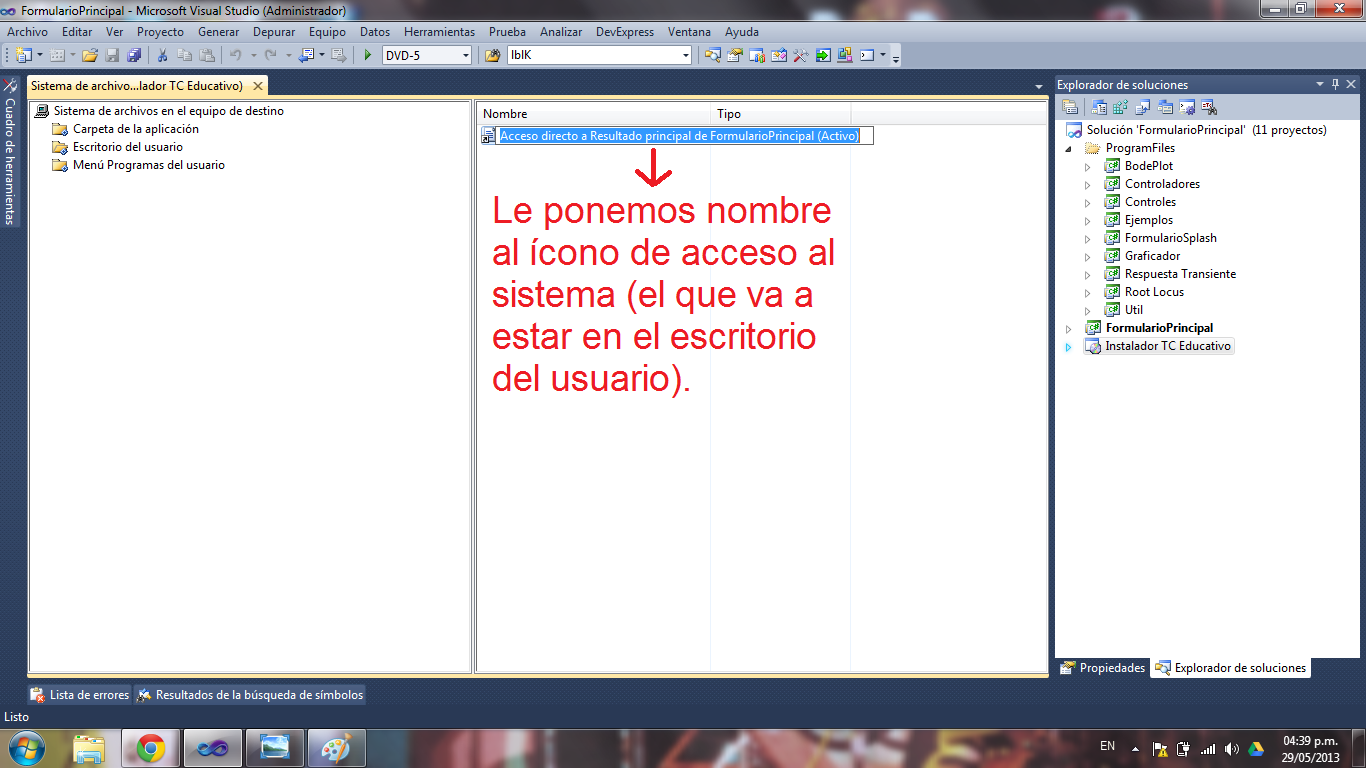 FormularioPrincipal - Microsoft Visual Studio (Administrador)
Archivo Editar Ver Proyecto Generar Depurar Equipo Datos Herramientas Prueba Analizar DevExpress Ventana Ayuda
DVD-5 lblK
Cuadro de herramientas
Sistema de archivo...lador TC Educativo)
Sistema de archivos en el equipo de destino
Carpeta de la aplicación
Escritorio del usuario
Menú Programas del usuario
Nombre Tipo
Acceso directo a Resultado principal de FormularioPrincipal (Activo)
Le ponemos nombre
al ícono de acceso al
sistema (el que va a
estar en el escritorio
del usuario).
Explorador de soluciones
Solución 'FormularioPrincipal' (11 proyectos)
ProgramFiles
BodePlot
Controladores
Controles
Ejemplos
FormularioSplash
Graficador
Respuesta Transiente
Root Locus
Util
FormularioPrincipal
Instalador TC Educativo
Propiedades Explorador de soluciones
Lista de errores Resultados de la búsqueda de símbolos
Listo
EN
04:39 p.m.
29/05/2013